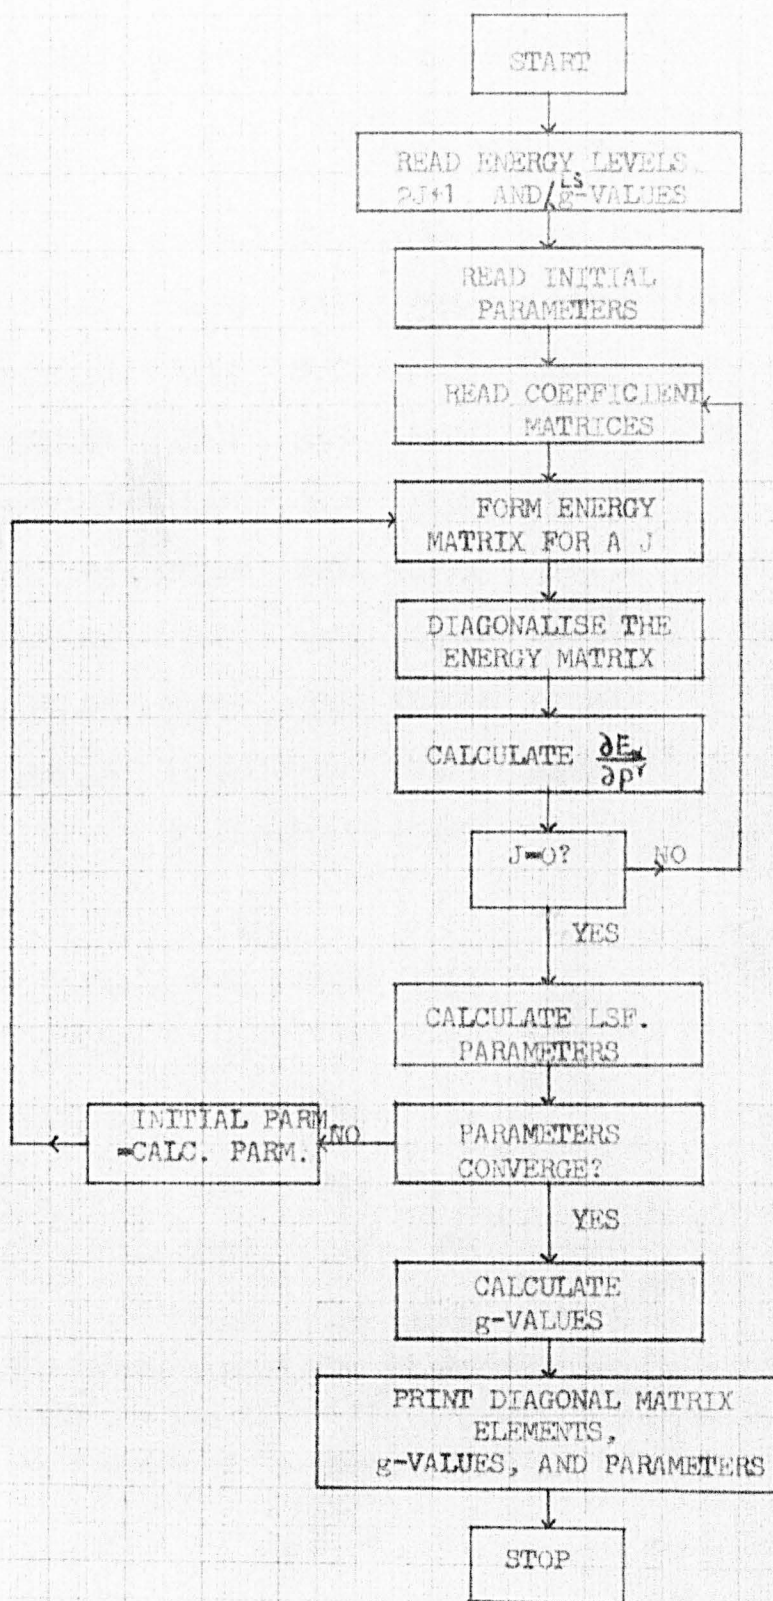 START
READ ENERGY LEVELS,
2J+1 AND LS g-VALUES
READ INITIAL
PARAMETERS
READ COEFFICIENT
MATRICES
FORM ENERGY
MATRIX FOR A J
DIAGONALISE THE
ENERGY MATRIX
CALCULATE ∂E / ∂P
J=0?
NO
YES
CALCULATE LSF.
PARAMETERS
INITIAL PARM
=CALC. PARM.
NO
PARAMETERS
CONVERGE?
YES
CALCULATE
g-VALUES
PRINT DIAGONAL MATRIX
ELEMENTS,
g-VALUES, AND PARAMETERS
STOP